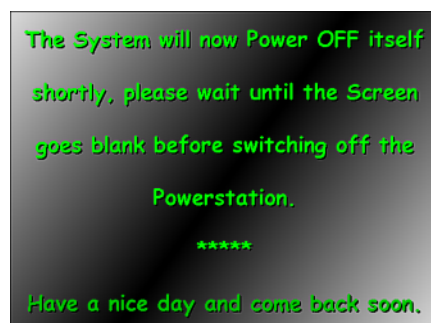 The System will now Power OFF itself
shortly, please wait until the Screen
goes blank before switching off the
Powerstation.
*****
Have a nice day and come back soon.